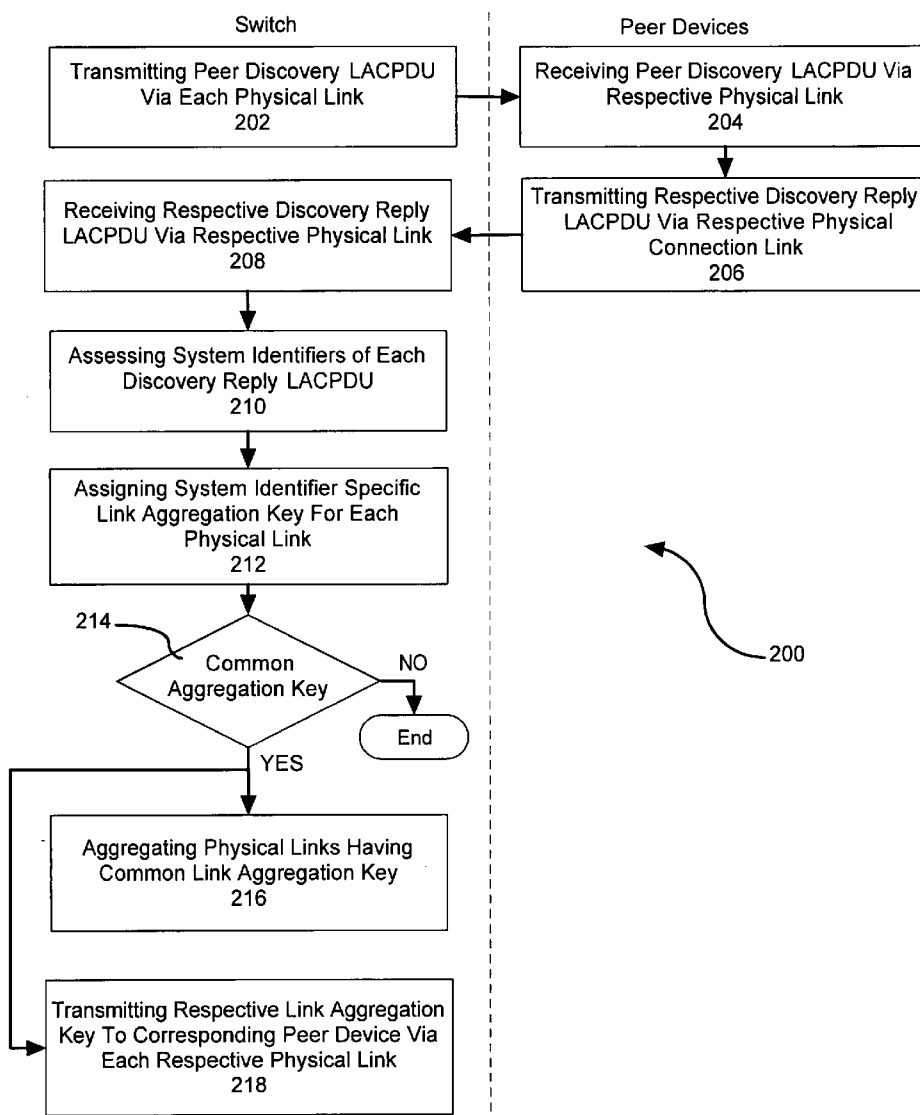 Switch
Peer Devices
Transmitting Peer Discovery LACPDU
Via Each Physical Link
202
Receiving Peer Discovery LACPDU Via
Respective Physical Link
204
Transmitting Respective Discovery Reply
LACPDU Via Respective Physical
Connection Link
206
Receiving Respective Discovery Reply
LACPDU Via Respective Physical Link
208
Assessing System Identifiers of Each
Discovery Reply LACPDU
210
Assigning System Identifier Specific
Link Aggregation Key For Each
Physical Link
212
214
Common
Aggregation Key
NO
End
YES
200
Aggregating Physical Links Having
Common Link Aggregation Key
216
Transmitting Respective Link Aggregation
Key To Corresponding Peer Device Via
Each Respective Physical Link
218